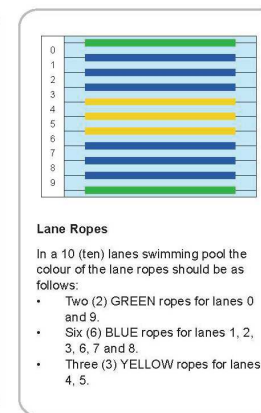 0
1
2
3
4
5
6
7
8
9
Lane Ropes
In a 10 (ten) lanes swimming pool the
colour of the lane ropes should be as
follows:
• Two (2) GREEN ropes for lanes 0
and 9.
• Six (6) BLUE ropes for lanes 1, 2,
3, 6, 7 and 8.
• Three (3) YELLOW ropes for lanes
4, 5.